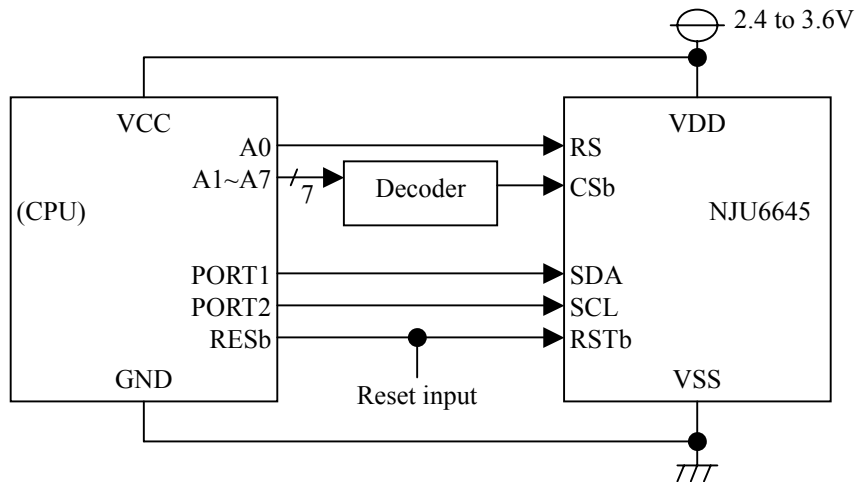 2.4 to 3.6V
VCC
VDD
A0
RS
A1~A7
7
Decoder
CSb
(CPU)
NJU6645
PORT1
SDA
PORT2
SCL
RESb
RSTb
GND
Reset input
VSS